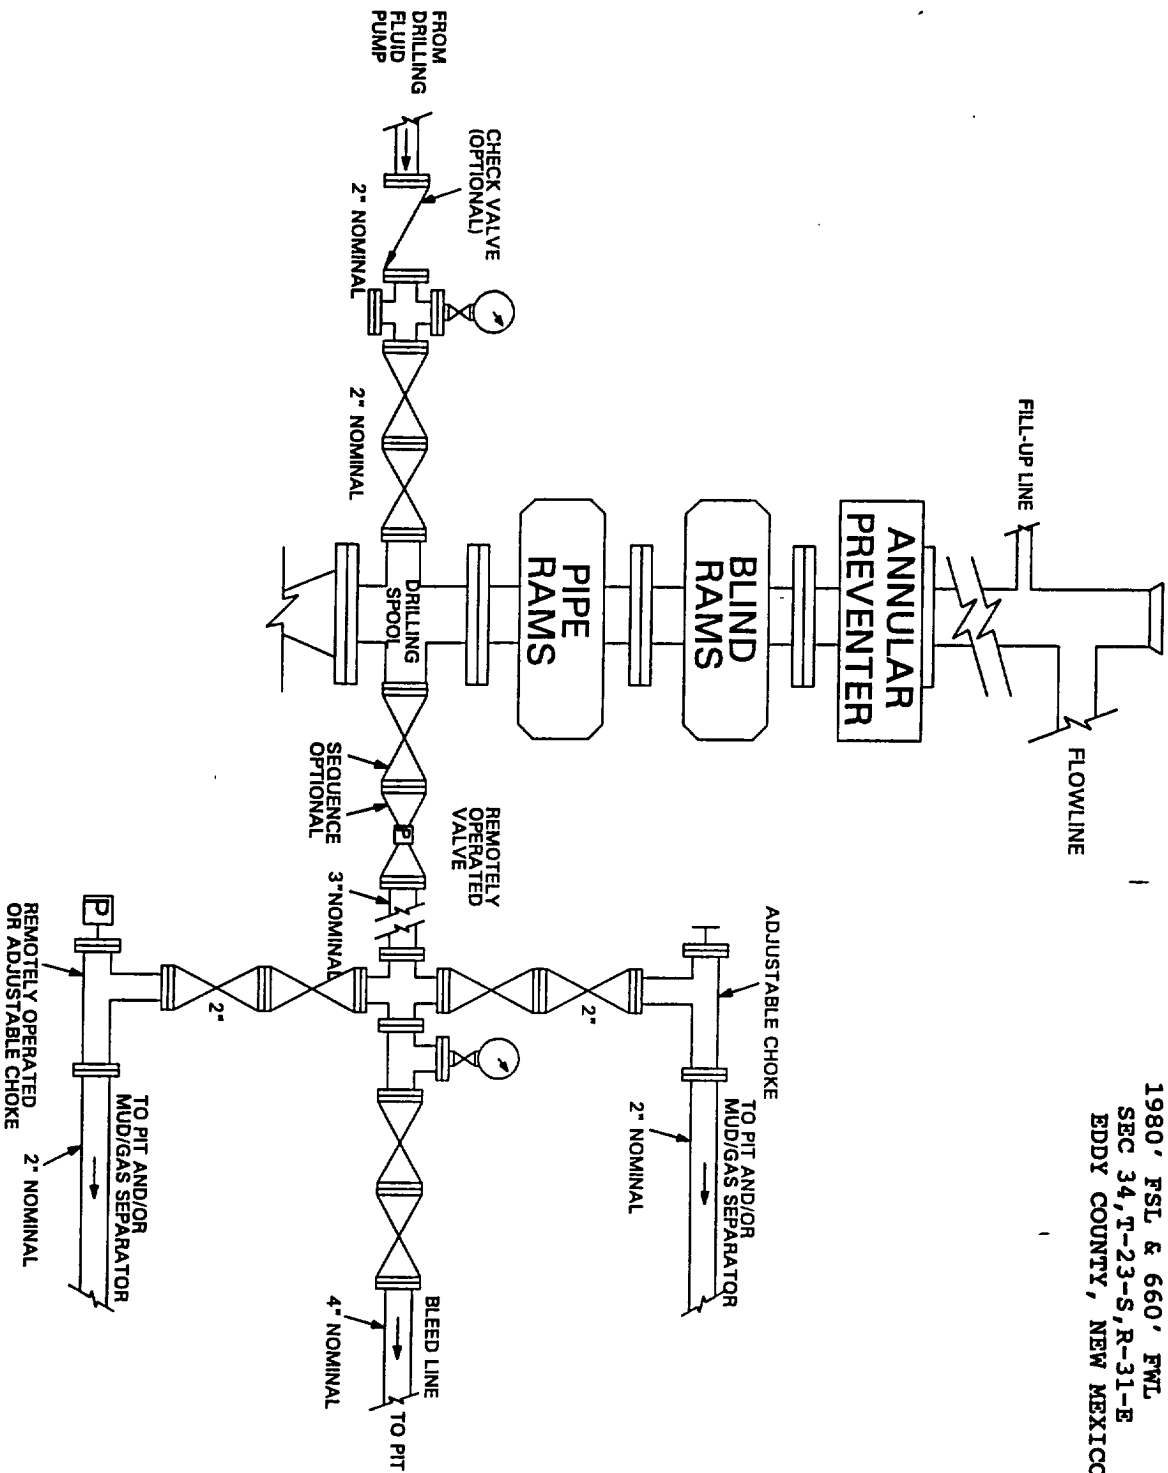 1980' FSL & 660' FWL
SEC 34,T-23-S,R-31-E
EDDY COUNTY, NEW MEXICO
FILL-UP LINE
FLOWLINE
ANNULAR
PREVENTER
BLIND
RAMS
PIPE
RAMS
DRILLING
SPOOL
FROM
DRILLING
FLUID
PUMP
CHECK VALVE
(OPTIONAL)
2" NOMINAL
2" NOMINAL
SEQUENCE
OPTIONAL
REMOTELY
OPERATED
VALVE
P
3" NOMINAL
ADJUSTABLE CHOKE
2"
TO PIT AND/OR
MUD/GAS SEPARATOR
2" NOMINAL
BLEED LINE
4" NOMINAL
TO PIT
2"
P
REMOTELY OPERATED
OR ADJUSTABLE CHOKE
TO PIT AND/OR
MUD/GAS SEPARATOR
2" NOMINAL